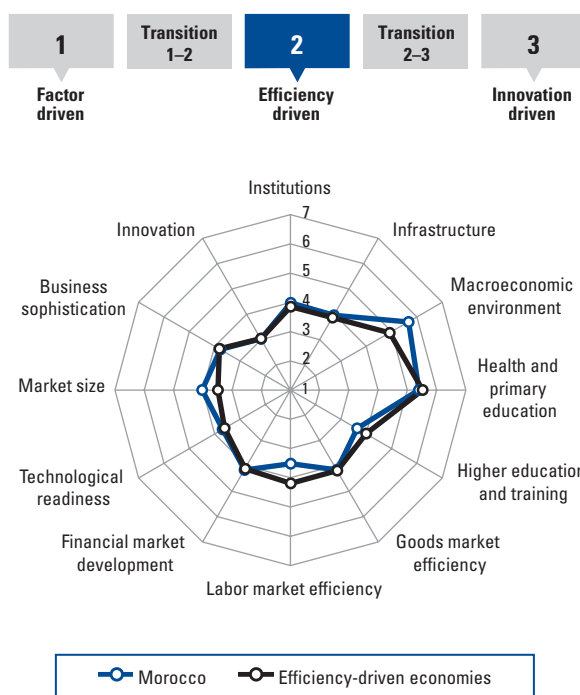 1
Transition
1–2
2
Transition
2–3
3
Factor
driven
Efficiency
driven
Innovation
driven
Institutions
Innovation
Infrastructure
Business
sophistication
Macroeconomic
environment
Market size
Health and
primary
education
Technological
readiness
Higher education
and training
Financial market
development
Goods market
efficiency
Labor market efficiency
7
6
5
4
3
2
1
Morocco
Efficiency-driven economies